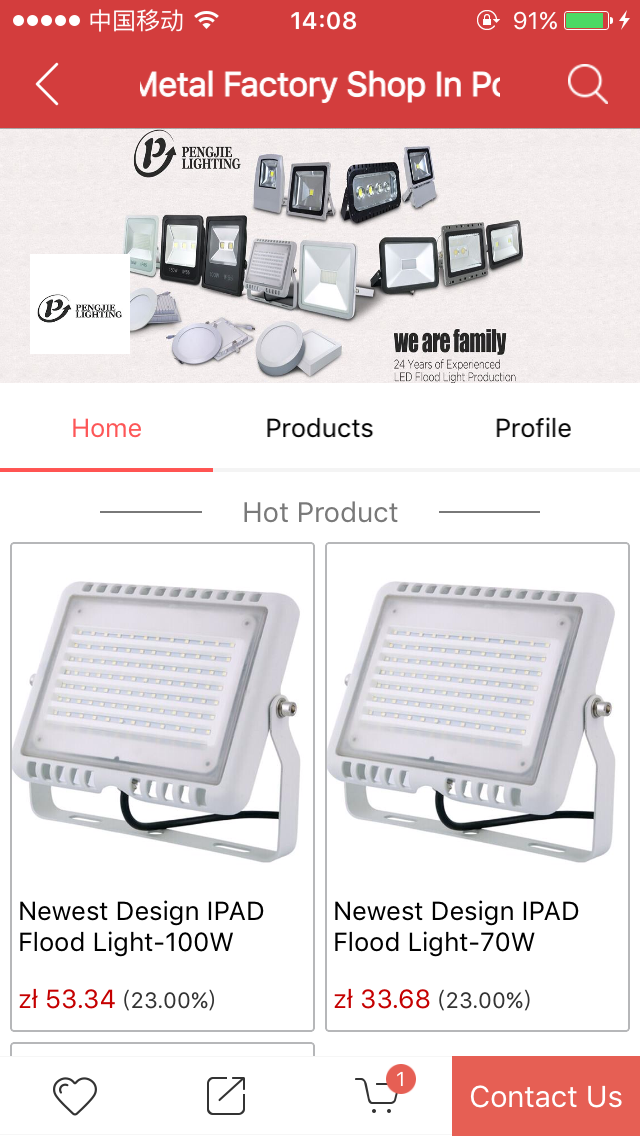 中国移动
14:08
91%
Metal Factory Shop In Po
PENGJIE
LIGHTING
PENGJIE
LIGHTING
we are family
24 Years of Experienced
LED Flood Light Production
Home
Products
Profile
Hot Product
Newest Design IPAD
Flood Light-100W
zł 53.34 (23.00%)
Newest Design IPAD
Flood Light-70W
zł 33.68 (23.00%)
1
Contact Us